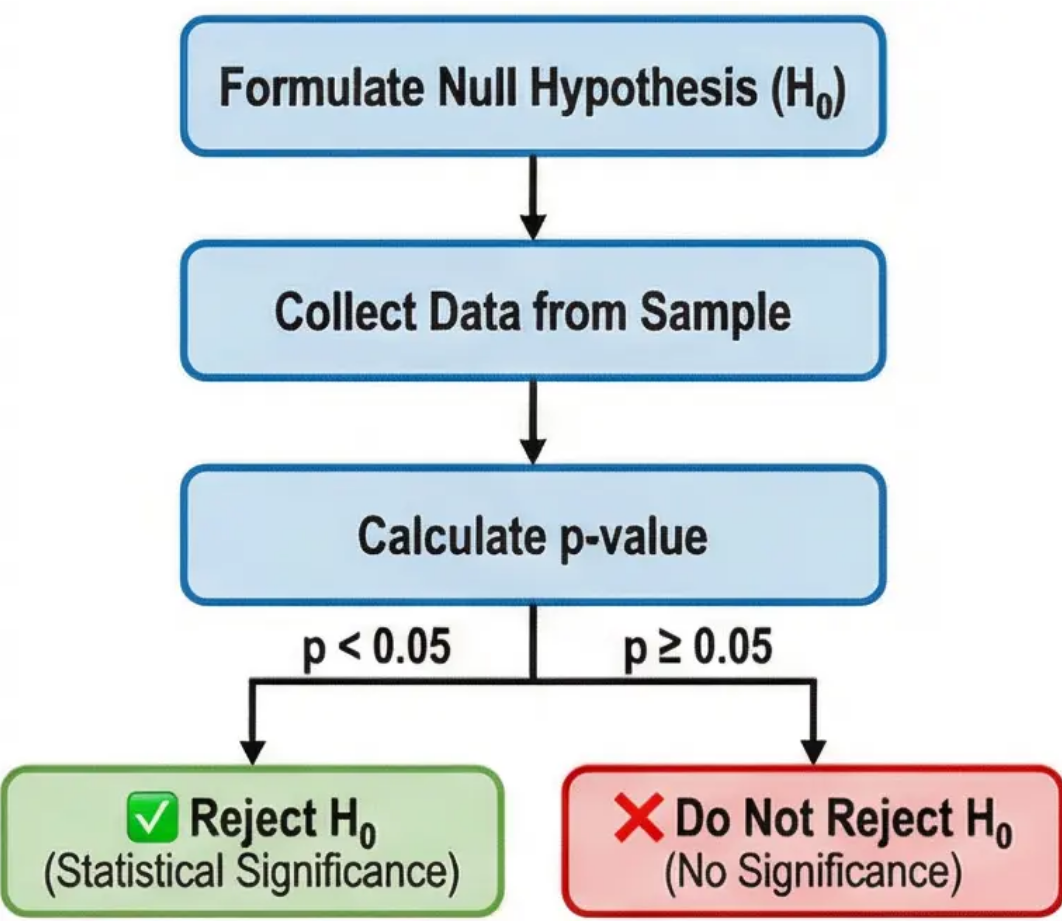 Formulate Null Hypothesis (H₀)
Collect Data from Sample
Calculate p-value
p < 0.05
p ≥ 0.05
✅ Reject H₀
(Statistical Significance)
❌ Do Not Reject H₀
(No Significance)